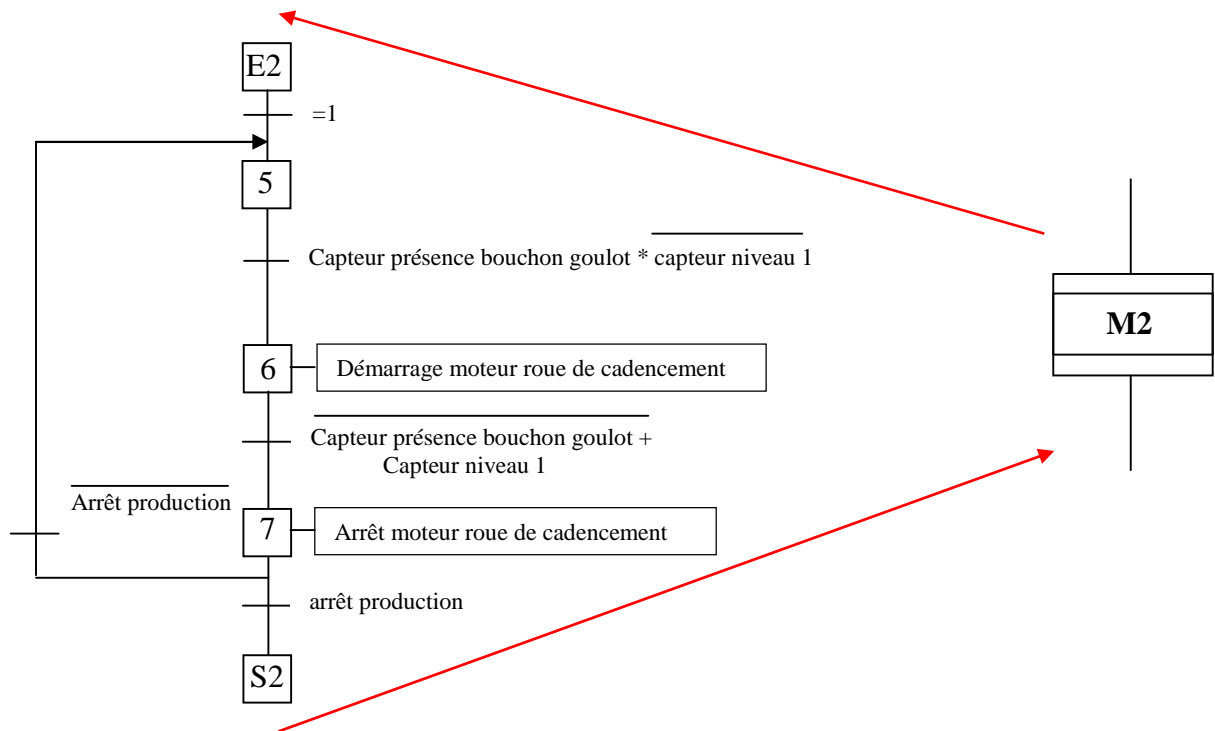 E2
=1
5
Capteur présence bouchon goulot * capteur niveau 1
M2
6
Démarrage moteur roue de cadencement
Capteur présence bouchon goulot +
Capteur niveau 1
Arrêt production
7
Arrêt moteur roue de cadencement
arrêt production
S2